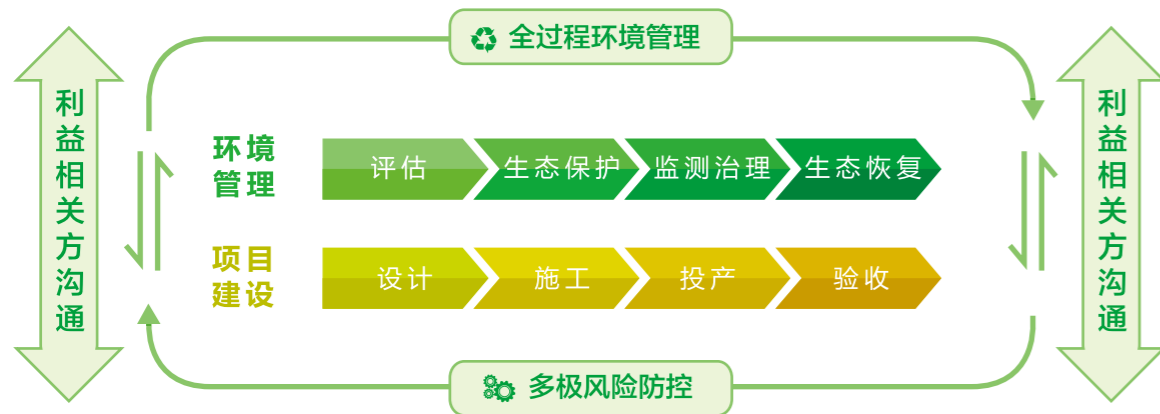 全过程环境管理
利益相关方沟通
环境
管理
评估
生态保护
监测治理
生态恢复
项目
建设
设计
施工
投产
验收
利益相关方沟通
多极风险防控